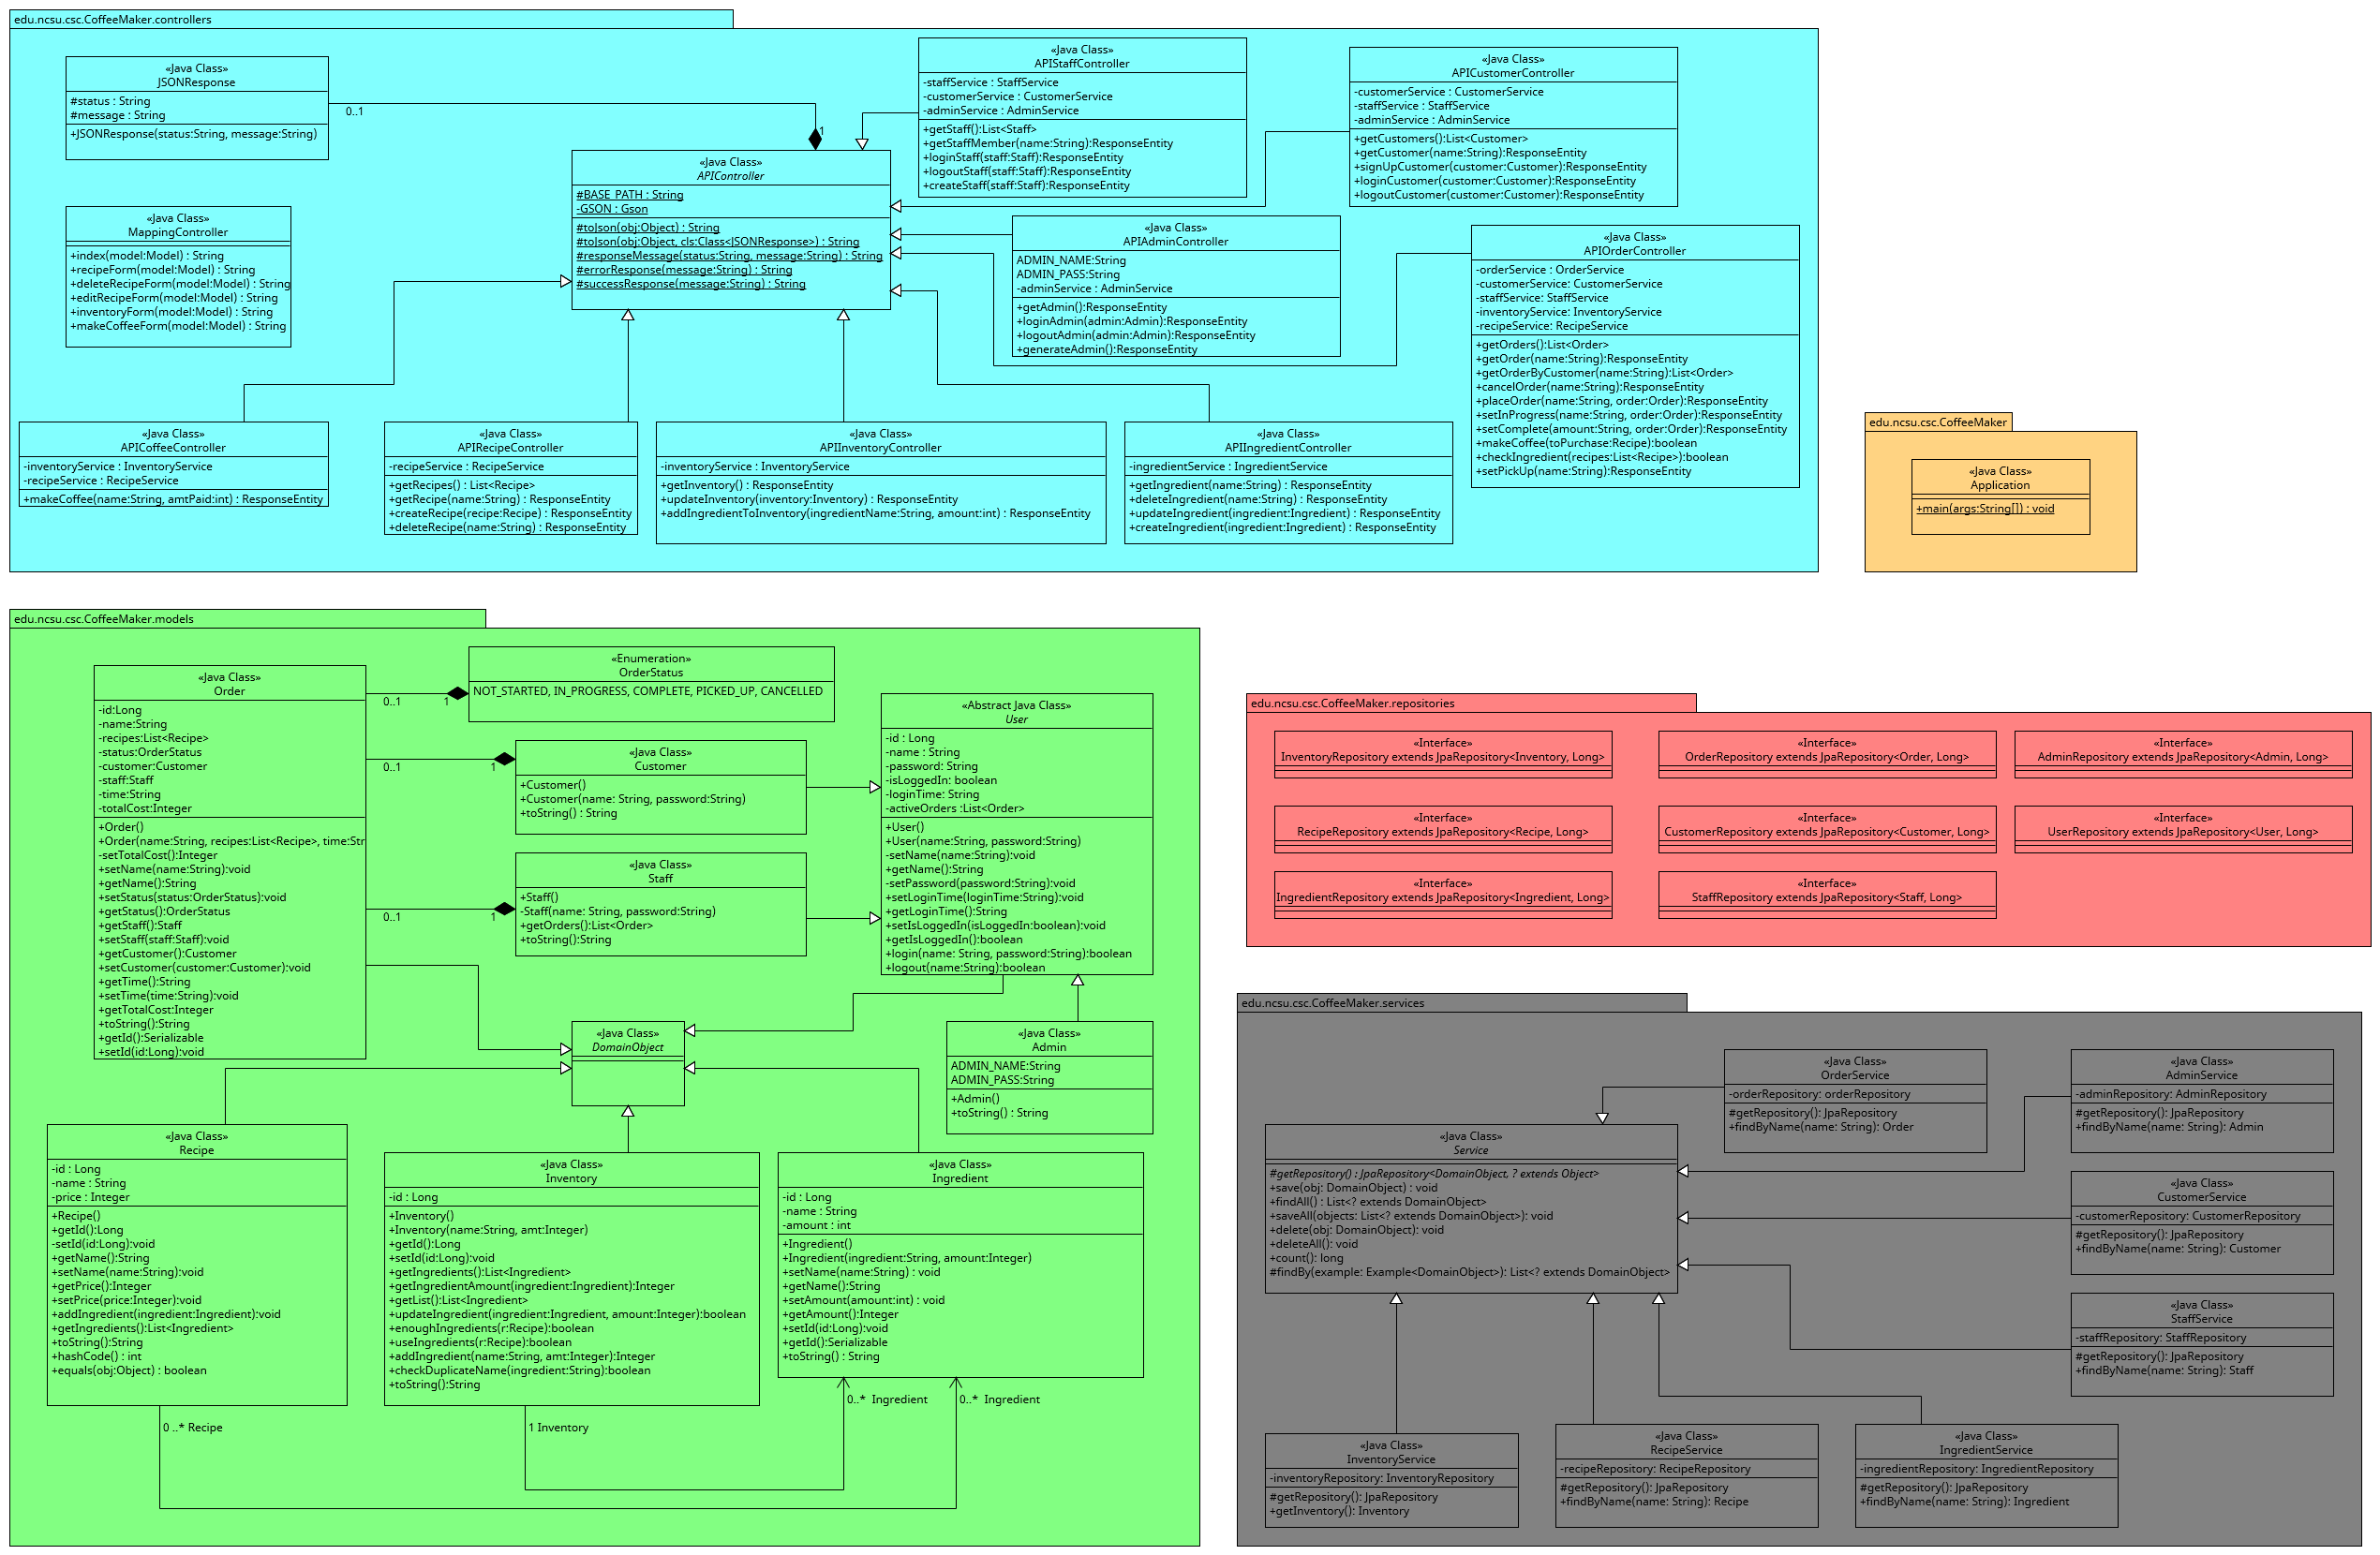 edu.ncsu.csc.CoffeeMaker.controllers
«Java Class»
JSONResponse
#status : String
#message : String
+JSONResponse(status:String, message:String)
0..1
1
«Java Class»
MappingController
+index(model:Model) : String
+recipeForm(model:Model) : String
+deleteRecipeForm(model:Model) : String
+editRecipeForm(model:Model) : String
+inventoryForm(model:Model) : String
+makeCoffeeForm(model:Model) : String
«Java Class»
APIController
#BASE_PATH : String
-GSON : Gson
#toJson(obj:Object) : String
#toJson(obj:Object, cls:Class<JSONResponse>) : String
#responseMessage(status:String, message:String) : String
#errorResponse(message:String) : String
#successResponse(message:String) : String
«Java Class»
APIStaffController
-staffService : StaffService
-customerService : CustomerService
-adminService : AdminService
+getStaff():List<Staff>
+getStaffMember(name:String):ResponseEntity
+loginStaff(staff:Staff):ResponseEntity
+logoutStaff(staff:Staff):ResponseEntity
+createStaff(staff:Staff):ResponseEntity
«Java Class»
APICustomerController
-customerService : CustomerService
-staffService : StaffService
-adminService : AdminService
+getCustomers():List<Customer>
+getCustomer(name:String):ResponseEntity
+signUpCustomer(customer:Customer):ResponseEntity
+loginCustomer(customer:Customer):ResponseEntity
+logoutCustomer(customer:Customer):ResponseEntity
«Java Class»
APIAdminController
ADMIN_NAME:String
ADMIN_PASS:String
-adminService : AdminService
+getAdmin():ResponseEntity
+loginAdmin(admin:Admin):ResponseEntity
+logoutAdmin(admin:Admin):ResponseEntity
+generateAdmin():ResponseEntity
«Java Class»
APIOrderController
-orderService : OrderService
-customerService: CustomerService
-staffService: StaffService
-inventoryService: InventoryService
-recipeService: RecipeService
+getOrders():List<Order>
+getOrder(name:String):ResponseEntity
+getOrderByCustomer(name:String):List<Order>
+cancelOrder(name:String):ResponseEntity
+placeOrder(name:String, order:Order):ResponseEntity
+setInProgress(name:String, order:Order):ResponseEntity
+setComplete(amount:String, order:Order):ResponseEntity
+makeCoffee(toPurchase:Recipe):boolean
+checkIngredient(recipes:List<Recipe>):boolean
+setPickUp(name:String):ResponseEntity
«Java Class»
APICoffeeController
-inventoryService : InventoryService
-recipeService : RecipeService
+makeCoffee(name:String, amtPaid:int) : ResponseEntity
«Java Class»
APIRecipeController
-recipeService : RecipeService
+getRecipes() : List<Recipe>
+getRecipe(name:String) : ResponseEntity
+createRecipe(recipe:Recipe) : ResponseEntity
+deleteRecipe(name:String) : ResponseEntity
«Java Class»
APIInventoryController
-inventoryService : InventoryService
+getInventory() : ResponseEntity
+updateInventory(inventory:Inventory) : ResponseEntity
+addIngredientToInventory(ingredientName:String, amount:int) : ResponseEntity
«Java Class»
APIIngredientController
-ingredientService : IngredientService
+getIngredient(name:String) : ResponseEntity
+deleteIngredient(name:String) : ResponseEntity
+updateIngredient(ingredient:Ingredient) : ResponseEntity
+createIngredient(ingredient:Ingredient) : ResponseEntity
edu.ncsu.csc.CoffeeMaker
«Java Class»
Application
+main(args:String[]) : void
edu.ncsu.csc.CoffeeMaker.models
«Java Class»
Order
-id:Long
-name:String
-recipes:List<Recipe>
-status:OrderStatus
-customer:Customer
-staff:Staff
-time:String
-totalCost:Integer
+Order()
+Order(name:String, recipes:List<Recipe>, time:Str
-setTotalCost():Integer
+setName(name:String):void
+getName():String
+setStatus(status:OrderStatus):void
+getStatus():OrderStatus
+getStaff():Staff
+setStaff(staff:Staff):void
+getCustomer():Customer
+setCustomer(customer:Customer):void
+getTime():String
+setTime(time:String):void
+getTotalCost:Integer
+toString():String
+getId():Serializable
+setId(id:Long):void
0..1
1
0..1
1
0..1
1
«Enumeration»
OrderStatus
NOT_STARTED, IN_PROGRESS, COMPLETE, PICKED_UP, CANCELLED
«Java Class»
Customer
+Customer()
+Customer(name: String, password:String)
+toString() : String
«Java Class»
Staff
+Staff()
-Staff(name: String, password:String)
+getOrders():List<Order>
+toString():String
«Abstract Java Class»
User
-id : Long
-name : String
-password: String
-isLoggedIn: boolean
-loginTime: String
-activeOrders :List<Order>
+User()
+User(name:String, password:String)
-setName(name:String):void
+getName():String
-setPassword(password:String):void
+setLoginTime(loginTime:String):void
+getLoginTime():String
+setIsLoggedIn(isLoggedIn:boolean):void
+getIsLoggedIn():boolean
+login(name: String, password:String):boolean
+logout(name:String):boolean
«Java Class»
DomainObject
«Java Class»
Admin
ADMIN_NAME:String
ADMIN_PASS:String
+Admin()
+toString() : String
«Java Class»
Recipe
-id : Long
-name : String
-price : Integer
+Recipe()
+getId():Long
-setId(id:Long):void
+getName():String
+setName(name:String):void
+getPrice():Integer
+setPrice(price:Integer):void
+addIngredient(ingredient:Ingredient):void
+getIngredients():List<Ingredient>
+toString():String
+hashCode() : int
+equals(obj:Object) : boolean
«Java Class»
Inventory
-id : Long
+Inventory()
+Inventory(name:String, amt:Integer)
+getId():Long
+setId(id:Long):void
+getIngredients():List<Ingredient>
+getIngredientAmount(ingredient:Ingredient):Integer
+getList():List<Ingredient>
+updateIngredient(ingredient:Ingredient, amount:Integer):boolean
+enoughIngredients(r:Recipe):boolean
+useIngredients(r:Recipe):boolean
+addIngredient(name:String, amt:Integer):Integer
+checkDuplicateName(ingredient:String):boolean
+toString():String
«Java Class»
Ingredient
-id : Long
-name : String
-amount : int
+Ingredient()
+Ingredient(ingredient:String, amount:Integer)
+setName(name:String) : void
+getName():String
+setAmount(amount:int) : void
+getAmount():Integer
+setId(id:Long):void
+getId():Serializable
+toString() : String
0..* Ingredient
0..* Ingredient
0 ..* Recipe
1 Inventory
edu.ncsu.csc.CoffeeMaker.repositories
«Interface»
InventoryRepository extends JpaRepository<Inventory, Long>
«Interface»
OrderRepository extends JpaRepository<Order, Long>
«Interface»
AdminRepository extends JpaRepository<Admin, Long>
«Interface»
RecipeRepository extends JpaRepository<Recipe, Long>
«Interface»
CustomerRepository extends JpaRepository<Customer, Long>
«Interface»
UserRepository extends JpaRepository<User, Long>
«Interface»
IngredientRepository extends JpaRepository<Ingredient, Long>
«Interface»
StaffRepository extends JpaRepository<Staff, Long>
edu.ncsu.csc.CoffeeMaker.services
«Java Class»
OrderService
-orderRepository: orderRepository
#getRepository(): JpaRepository
+findByName(name: String): Order
«Java Class»
AdminService
-adminRepository: AdminRepository
#getRepository(): JpaRepository
+findByName(name: String): Admin
«Java Class»
Service
#getRepository() : JpaRepository<DomainObject, ? extends Object>
+save(obj: DomainObject) : void
+findAll() : List<? extends DomainObject>
+saveAll(objects: List<? extends DomainObject>): void
+delete(obj: DomainObject): void
+deleteAll(): void
+count(): long
#findBy(example: Example<DomainObject>): List<? extends DomainObject>
«Java Class»
CustomerService
-customerRepository: CustomerRepository
#getRepository(): JpaRepository
+findByName(name: String): Customer
«Java Class»
StaffService
-staffRepository: StaffRepository
#getRepository(): JpaRepository
+findByName(name: String): Staff
«Java Class»
InventoryService
-inventoryRepository: InventoryRepository
#getRepository(): JpaRepository
+getInventory(): Inventory
«Java Class»
RecipeService
-recipeRepository: RecipeRepository
#getRepository(): JpaRepository
+findByName(name: String): Recipe
«Java Class»
IngredientService
-ingredientRepository: IngredientRepository
#getRepository(): JpaRepository
+findByName(name: String): Ingredient